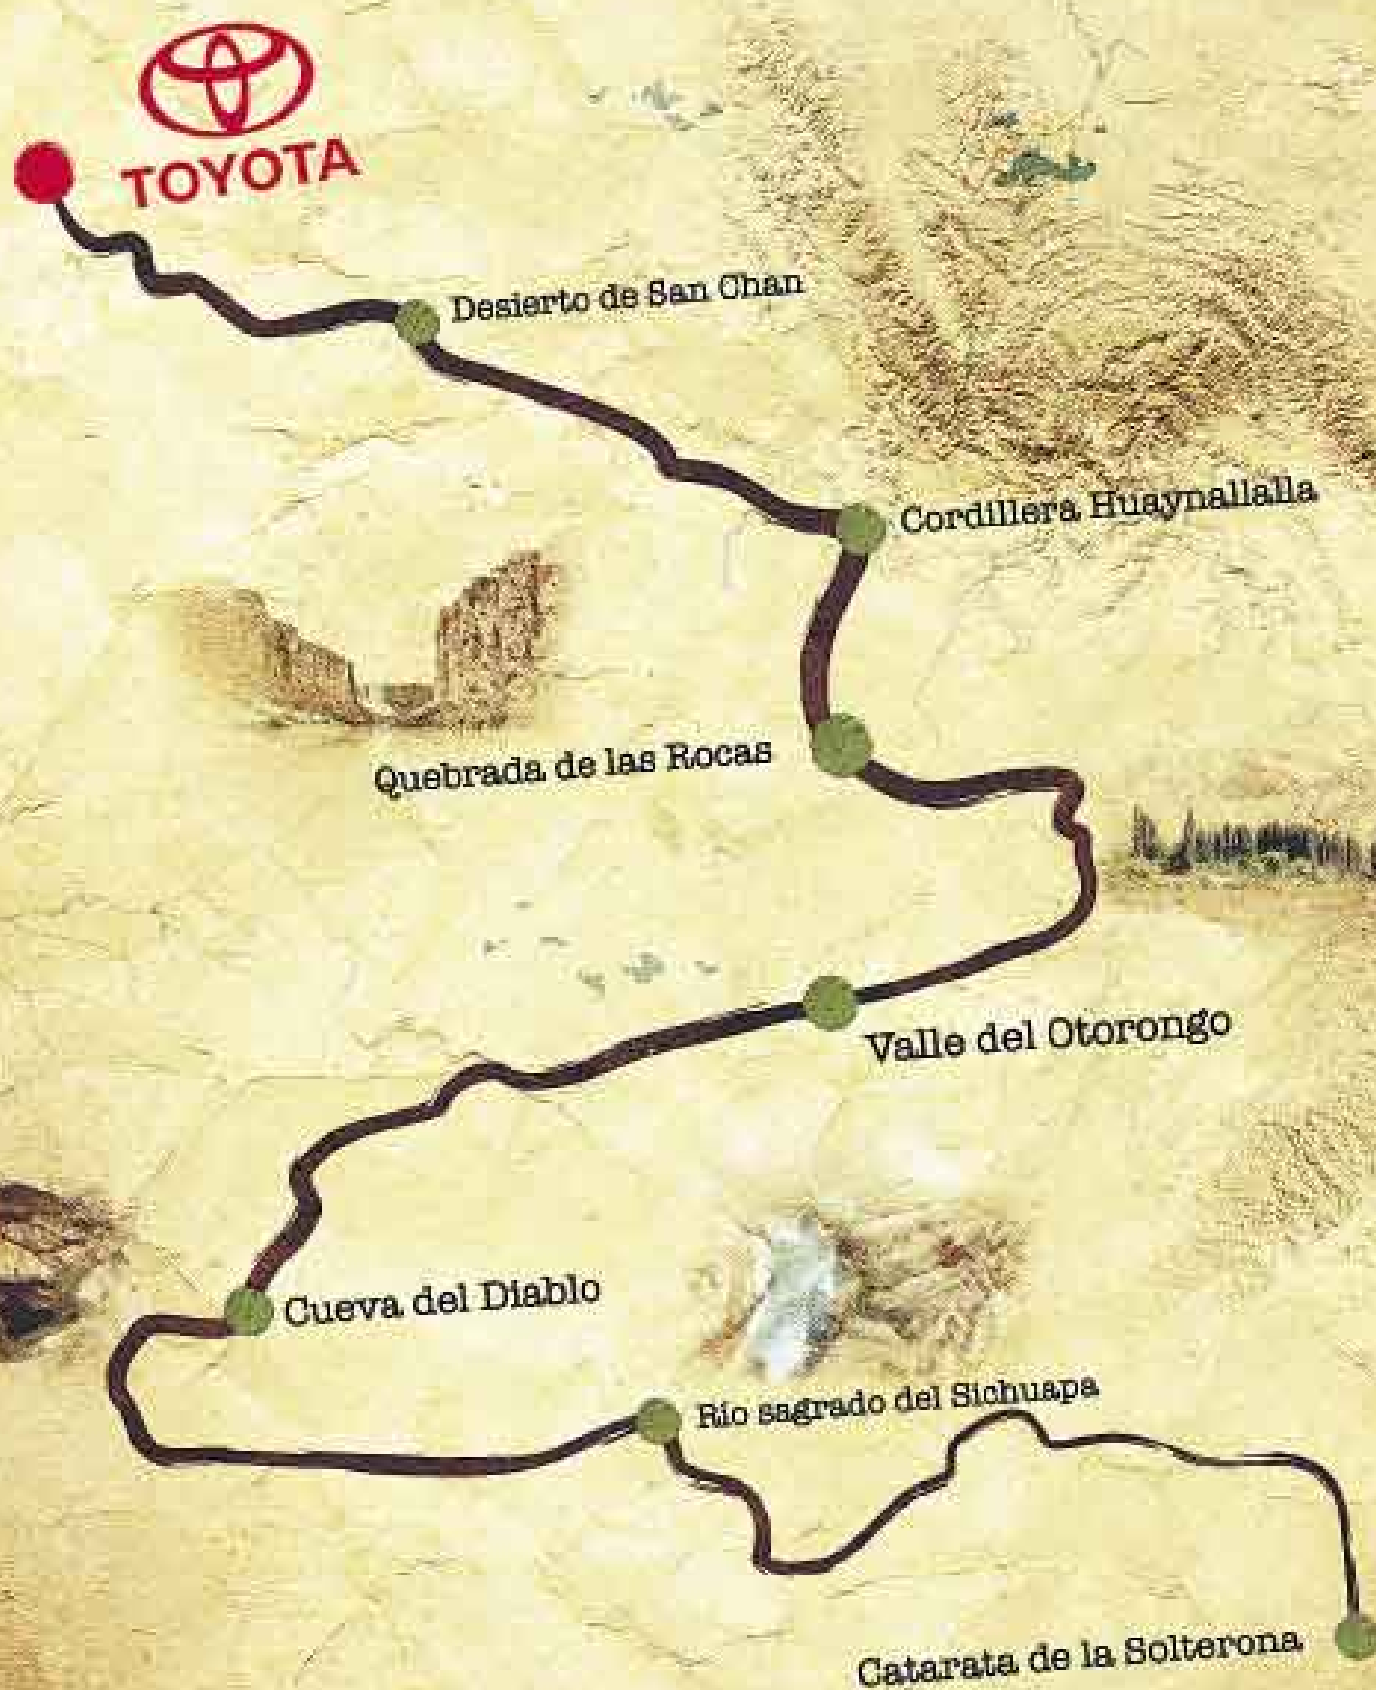 TOYOTA
Desierto de San Chan
Cordillera Huaynallalla
Quebrada de las Rocas
Valle del Otorongo
Cueva del Diablo
Río sagrado del Sichuapa
Catarata de la Solterona